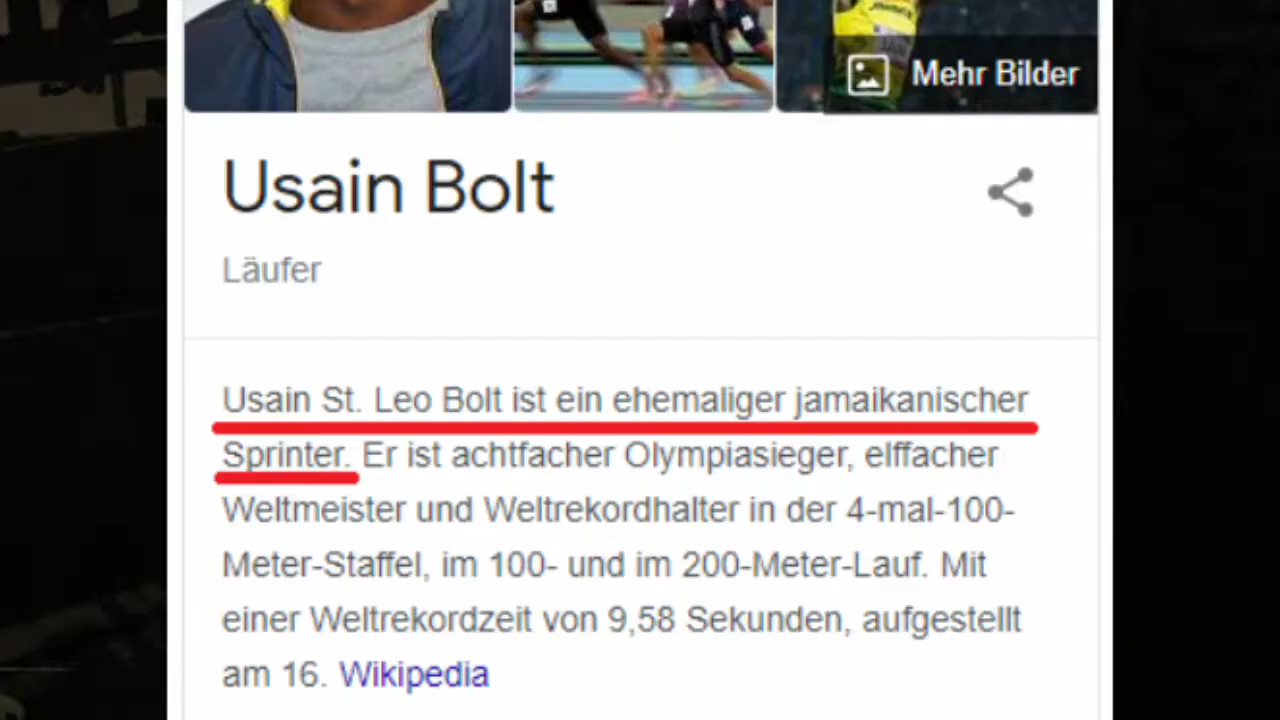 Mehr Bilder
Usain Bolt
Läufer
Usain St. Leo Bolt ist ein ehemaliger jamaikanischer
Sprinter. Er ist achtfacher Olympiasieger, elffacher
Weltmeister und Weltrekordhalter in der 4-mal-100-
Meter-Staffel, im 100- und im 200-Meter-Lauf. Mit
einer Weltrekordzeit von 9,58 Sekunden, aufgestellt
am 16. Wikipedia